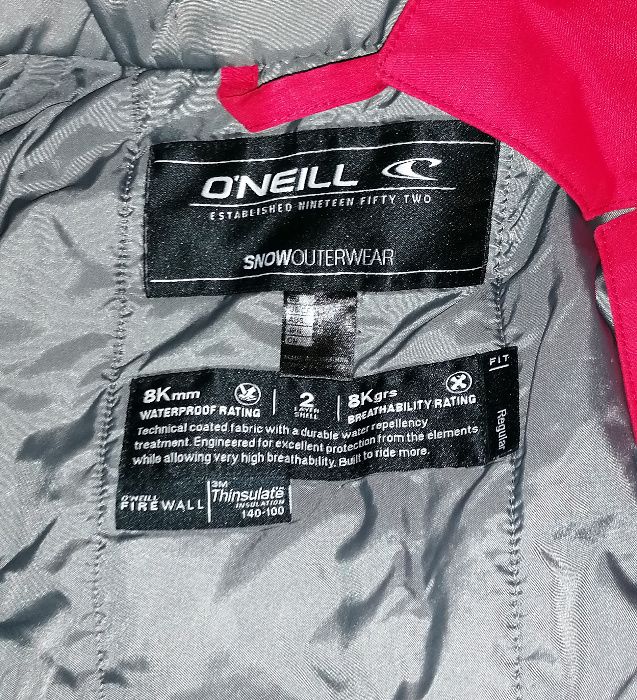 O'NEILL
ESTABLISHED NINETEEN FIFTY TWO
SNOWOUTERWEAR
8Kmm
WATERPROOF RATING
2
LAYER
SHELL
8Kgrs
BREATHABILITY RATING
FIT
Regular
Technical coated fabric with a durable water repellency
treatment. Engineered for excellent protection from the elements
while allowing very high breathability. Built to ride more.
O'NEILL
FIREWALL
3M
Thinsulate
INSULATION
140-100